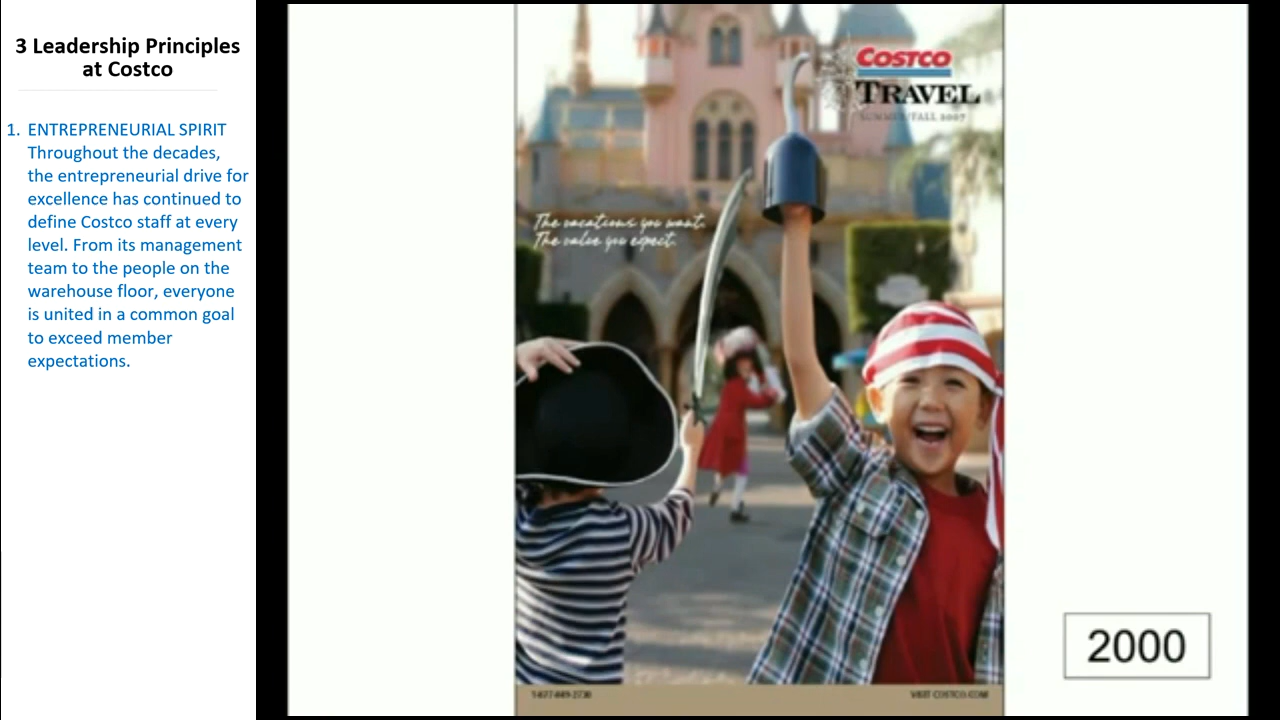 3 Leadership Principles
at Costco
1. ENTREPRENEURIAL SPIRIT
Throughout the decades,
the entrepreneurial drive for
excellence has continued to
define Costco staff at every
level. From its management
team to the people on the
warehouse floor, everyone
is united in a common goal
to exceed member
expectations.
COSTCO
TRAVEL
SUMMER/FALL 2007
The vacations you want.
The value you expect.
2000
VISIT COSTCO.COM